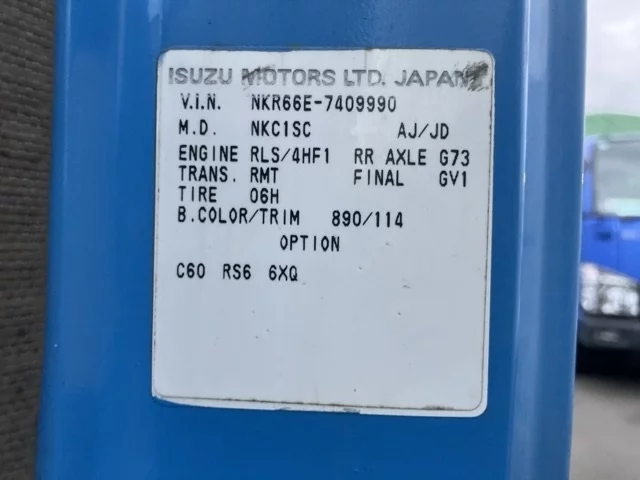 ISUZU MOTORS LTD. JAPAN
V.i.N. NKR66E-7409990
M.D. NKC1SC AJ/JD
ENGINE RLS/4HF1 RR AXLE G73
TRANS. RMT FINAL GV1
TIRE 06H
B.COLOR/TRIM 890/114
OPTION
C60 RS6 6XQ